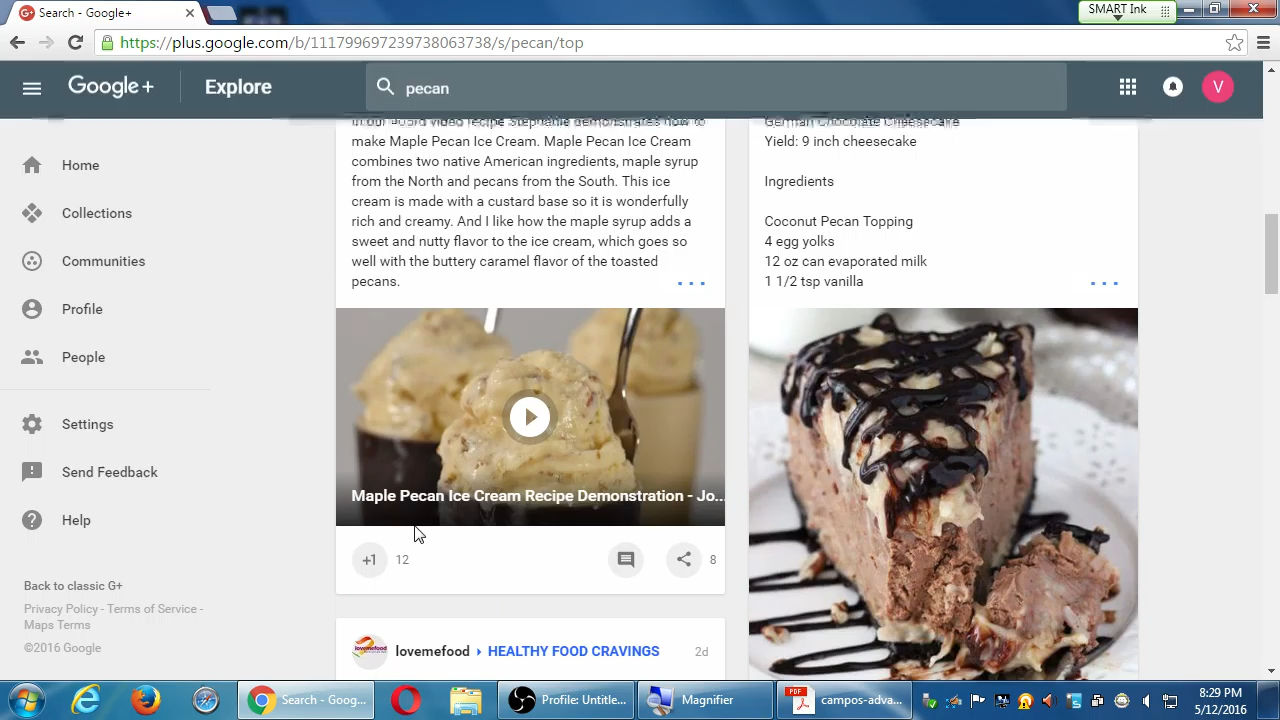 Search - Google+
SMART Ink
https://plus.google.com/b/111799697239738063738/s/pecan/top
Google+
Explore
pecan
V
Home
Collections
Communities
Profile
People
Settings
Send Feedback
Help
Back to classic G+
Privacy Policy - Terms of Service -
Maps Terms
©2016 Google
make Maple Pecan Ice Cream. Maple Pecan Ice Cream
combines two native American ingredients, maple syrup
from the North and pecans from the South. This ice
cream is made with a custard base so it is wonderfully
rich and creamy. And I like how the maple syrup adds a
sweet and nutty flavor to the ice cream, which goes so
well with the buttery caramel flavor of the toasted
pecans.
...
Maple Pecan Ice Cream Recipe Demonstration - Jo...
+1
12
8
lovemefood
HEALTHY FOOD CRAVINGS
2d
German Chocolate Cheesecake
Yield: 9 inch cheesecake
Ingredients
Coconut Pecan Topping
4 egg yolks
12 oz can evaporated milk
1 1/2 tsp vanilla
...
Search - Goog...
Profile: Untitle...
Magnifier
PDF
campos-adva...
8:29 PM
5/12/2016